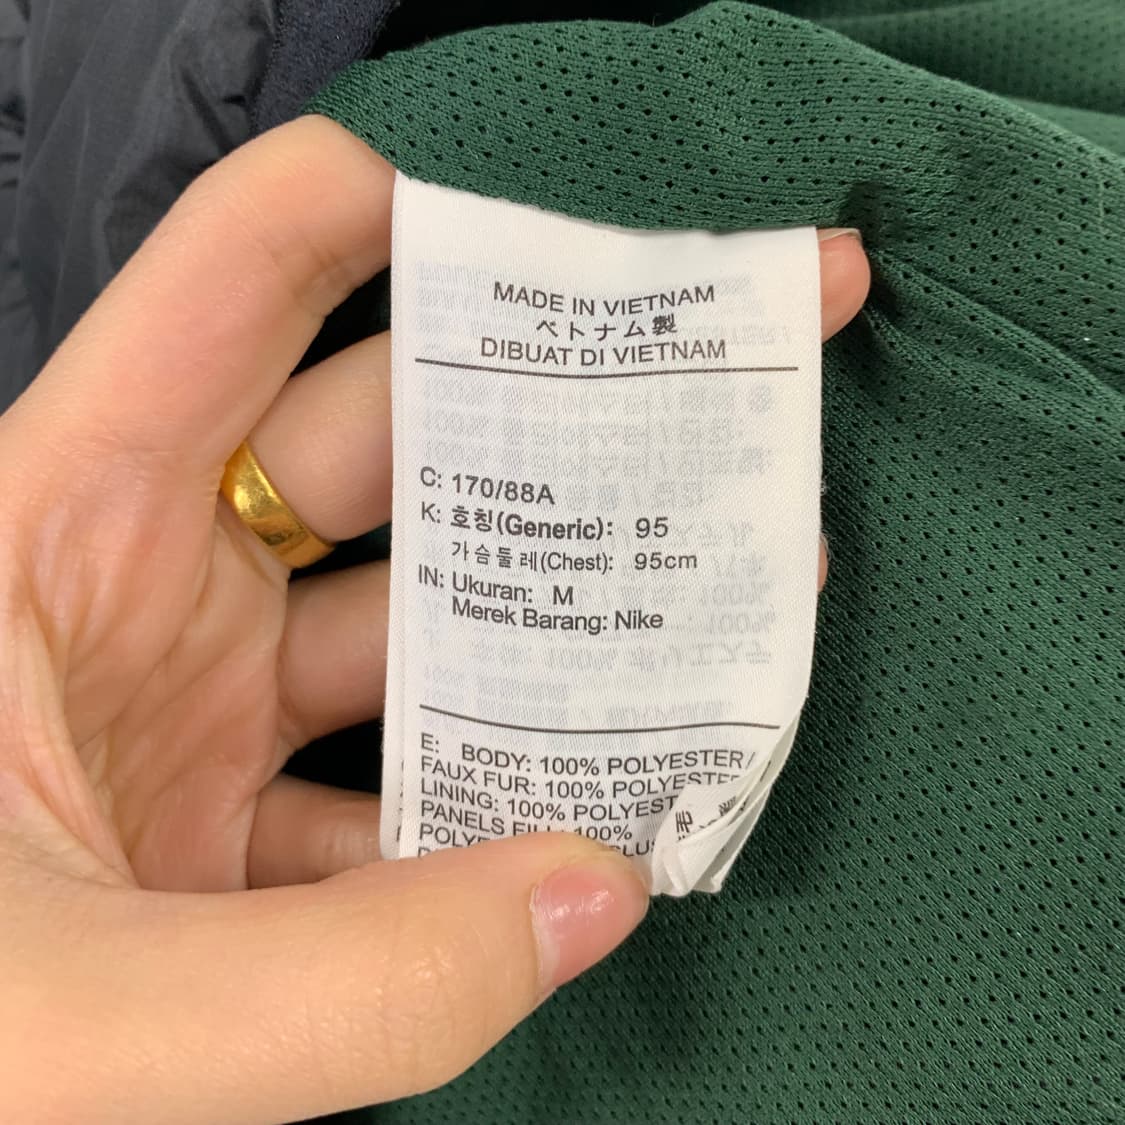 MADE IN VIETNAM
ベトナム製
DIBUAT DI VIETNAM
C: 170/88A
K: 호칭(Generic): 95
가슴둘레(Chest): 95cm
IN: Ukuran: M
Merek Barang: Nike
E: BODY: 100% POLYESTER/
FAUX FUR: 100% POLYESTER
LINING: 100% POLYEST
PANELS FILL 100%